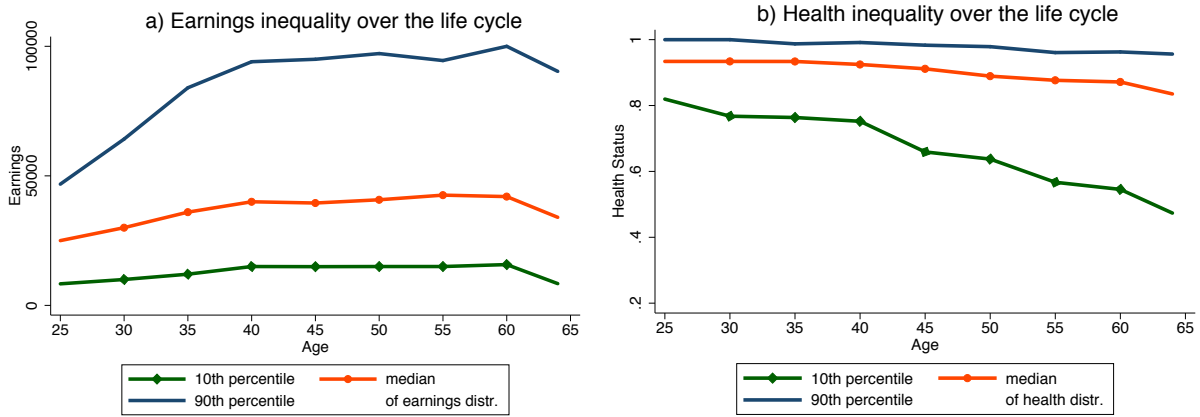 a) Earnings inequality over the life cycle
100000
50000
0
Earnings
25 30 35 40 45 50 55 60 65
Age
10th percentile median
90th percentile of earnings distr.
b) Health inequality over the life cycle
1
.8
.6
.4
.2
Health Status
25 30 35 40 45 50 55 60 65
Age
10th percentile median
90th percentile of health distr.